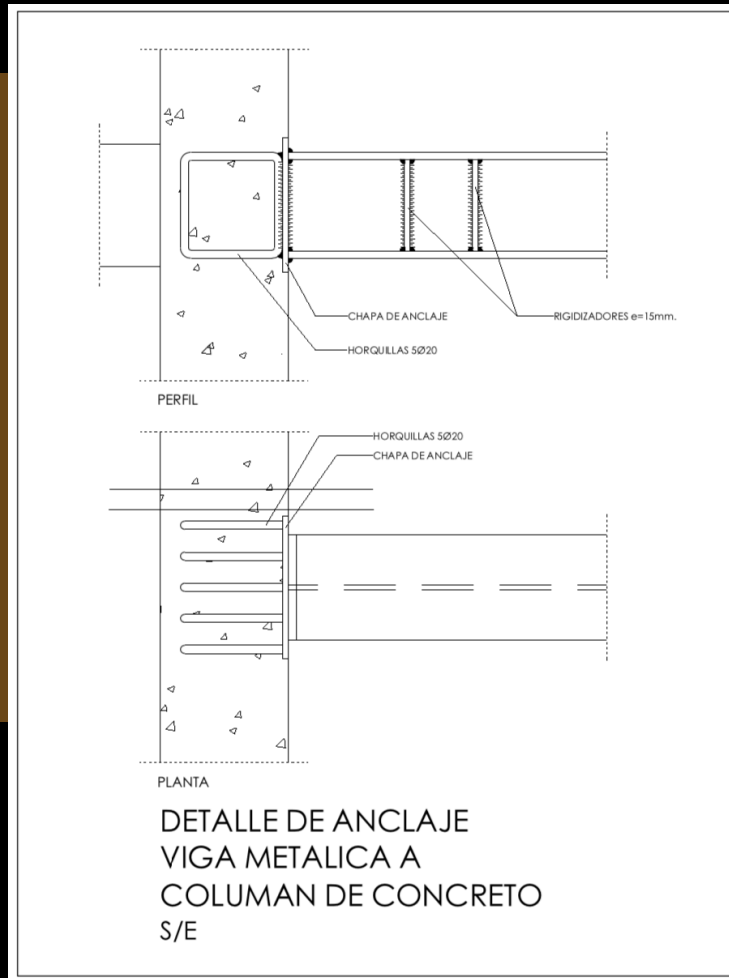 CHAPA DE ANCLAJE
RIGIDIZADORES e=15mm.
HORQUILLAS 5Ø20
PERFIL
HORQUILLAS 5Ø20
CHAPA DE ANCLAJE
PLANTA
DETALLE DE ANCLAJE
VIGA METALICA A
COLUMAN DE CONCRETO
S/E